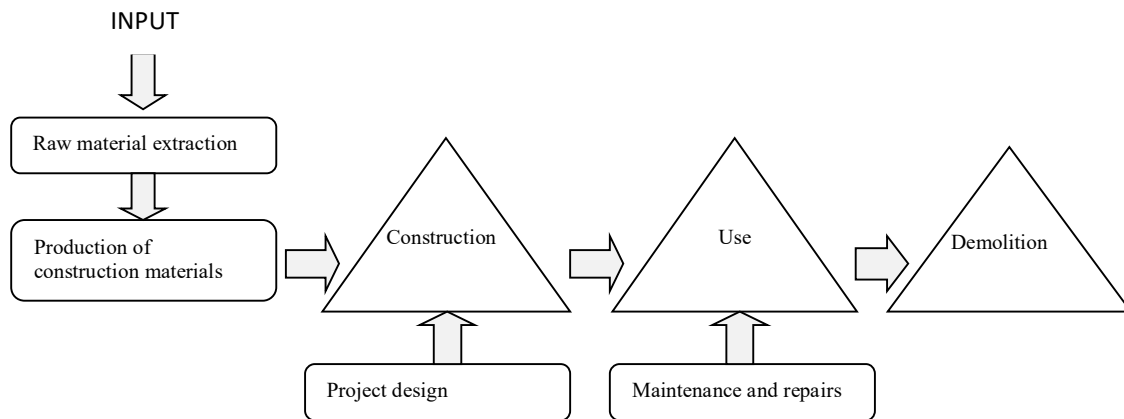 INPUT
Raw material extraction
Production of
construction materials
Construction
Use
Demolition
Project design
Maintenance and repairs